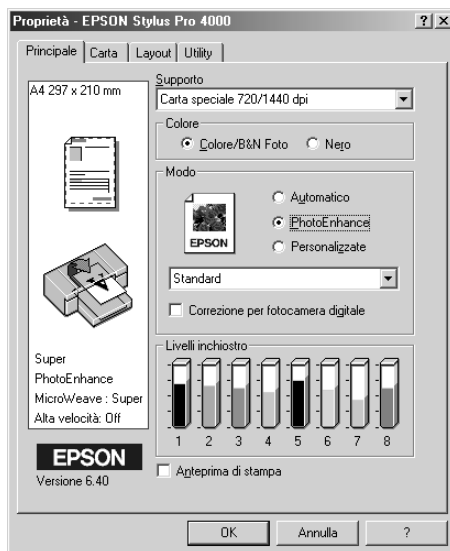 Proprietà - EPSON Stylus Pro 4000
Principale
Carta
Layout
Utility
A4 297 x 210 mm
Super
PhotoEnhance
MicroWeave : Super
Alta velocità: Off
EPSON
Versione 6.40
Supporto
Carta speciale 720/1440 dpi
Colore
Colore/B&N Foto
Nero
Modo
EPSON
Automatico
PhotoEnhance
Personalizzate
Standard
Correzione per fotocamera digitale
Livelli inchiostro
1 2 3 4 5 6 7 8
Anteprima di stampa
OK
Annulla
?